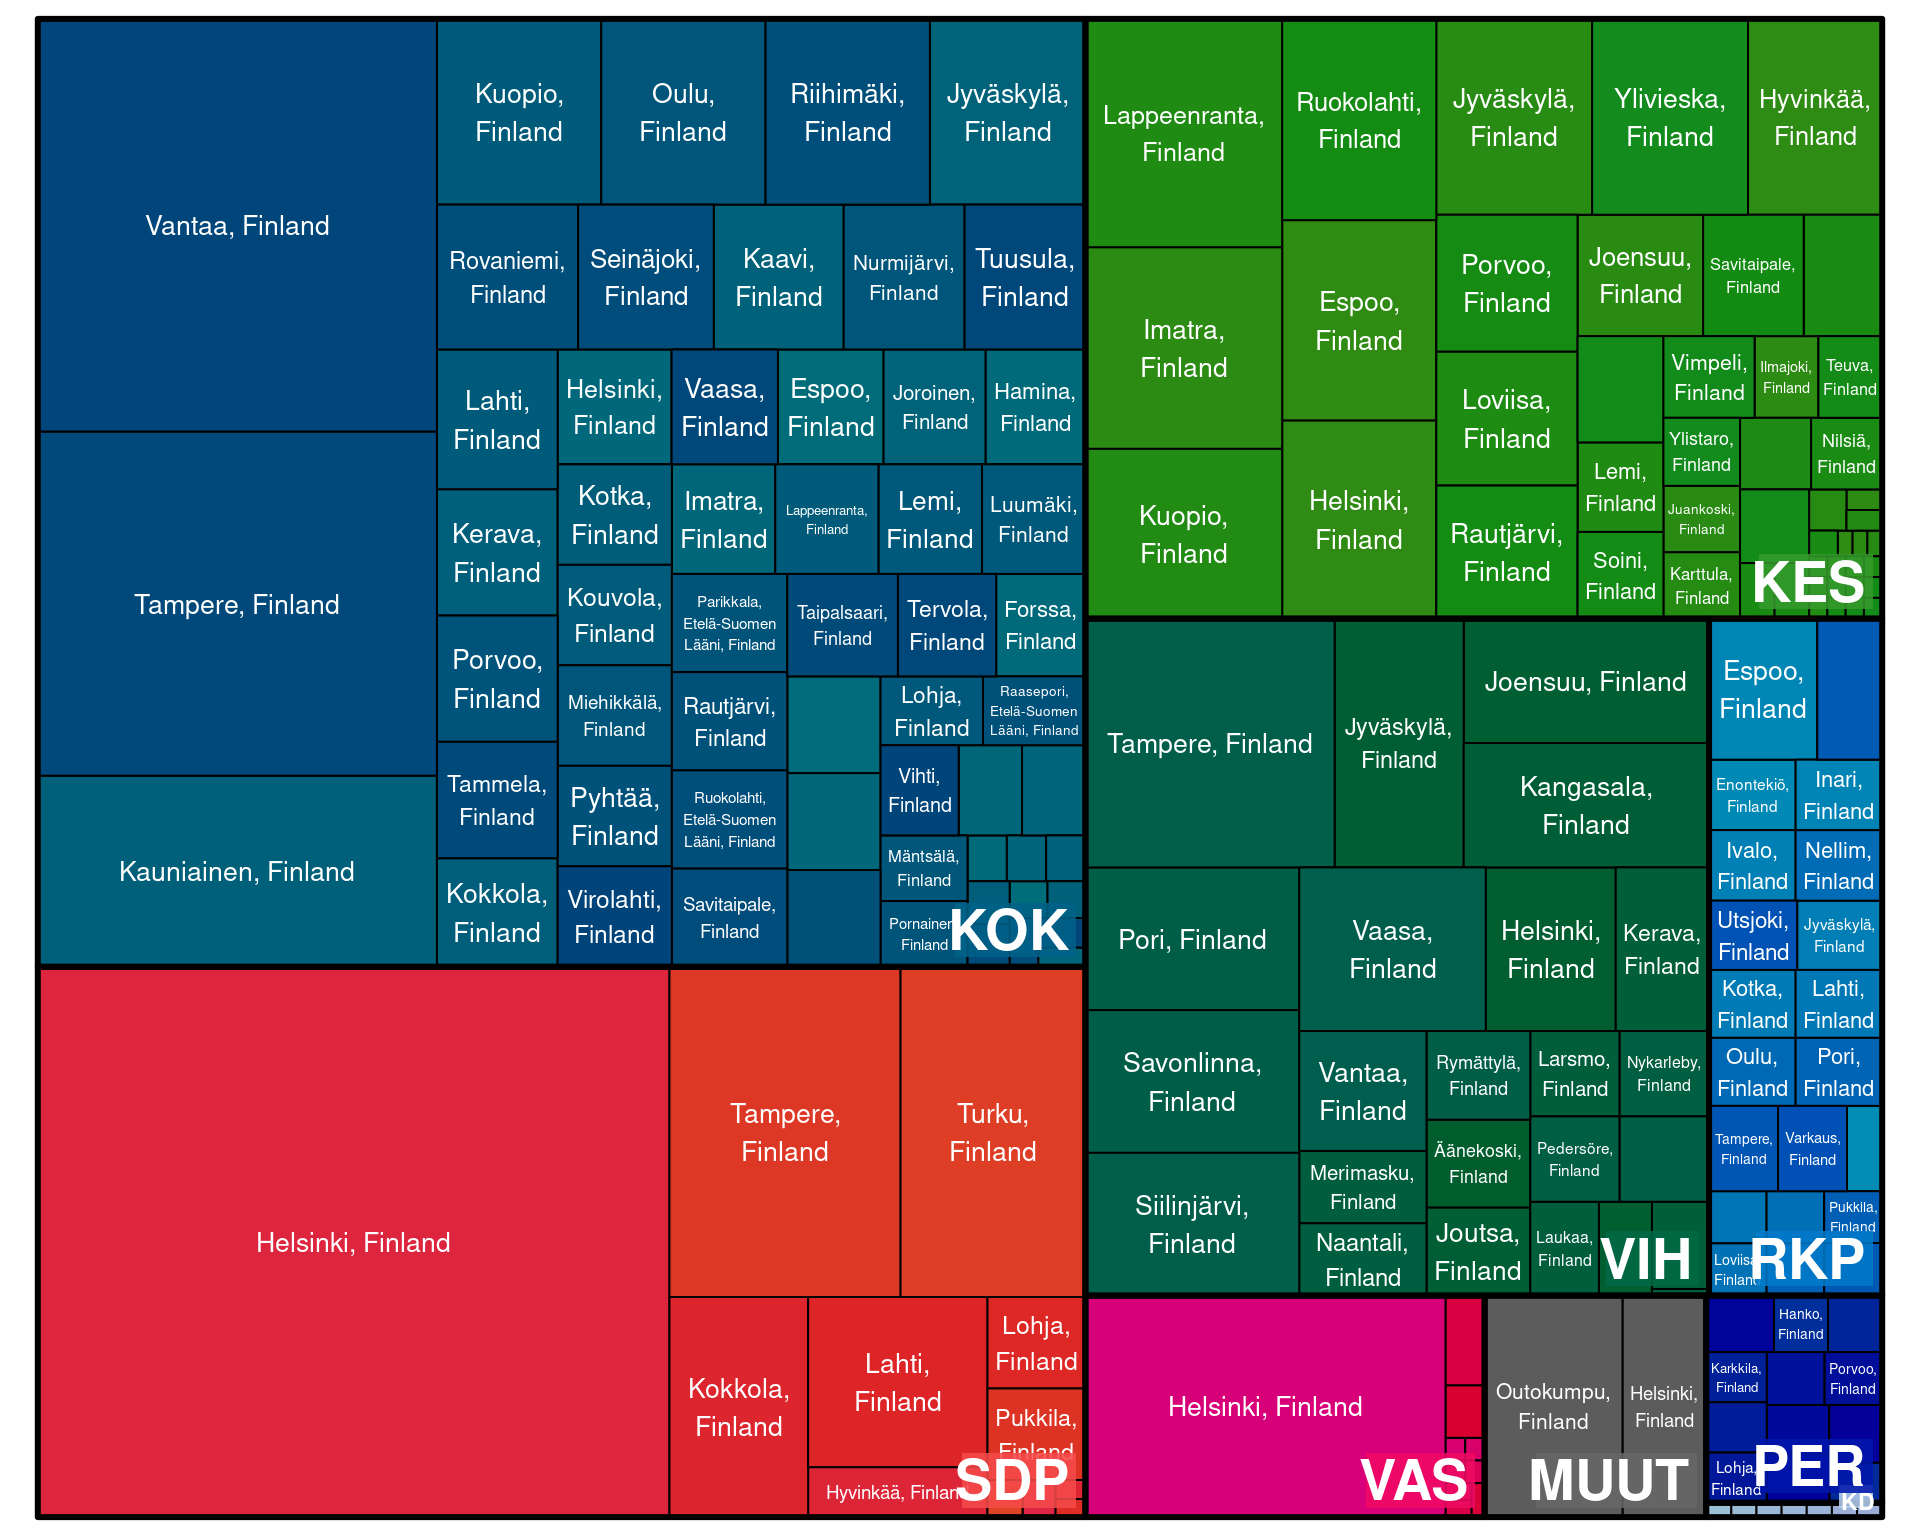 Vantaa, Finland
Tampere, Finland
Kauniainen, Finland
Kuopio,
Finland
Oulu,
Finland
Riihimäki,
Finland
Jyväskylä,
Finland
Rovaniemi,
Finland
Seinäjoki,
Finland
Kaavi,
Finland
Nurmijärvi,
Finland
Tuusula,
Finland
Lahti,
Finland
Kerava,
Finland
Porvoo,
Finland
Tammela,
Finland
Kokkola,
Finland
Helsinki,
Finland
Kotka,
Finland
Kouvola,
Finland
Miehikkälä,
Finland
Pyhtää,
Finland
Virolahti,
Finland
Vaasa,
Finland
Espoo,
Finland
Joroinen,
Finland
Hamina,
Finland
Imatra,
Finland
Lappeenranta,
Finland
Lemi,
Finland
Luumäki,
Finland
Parikkala,
Etelä-Suomen
Lääni, Finland
Rautjärvi,
Finland
Ruokolahti,
Etelä-Suomen
Lääni, Finland
Savitaipale,
Finland
Taipalsaari,
Finland
Tervola,
Finland
Forssa,
Finland
Lohja,
Finland
Raasepori,
Etelä-Suomen
Lääni, Finland
Vihti,
Finland
Mäntsälä,
Finland
Pornainen
Finland
KOK
Helsinki, Finland
Tampere,
Finland
Turku,
Finland
Kokkola,
Finland
Lahti,
Finland
Hyvinkää, Finlan
Lohja,
Finland
Pukkila,
Finland
SDP
Lappeenranta,
Finland
Imatra,
Finland
Kuopio,
Finland
Ruokolahti,
Finland
Espoo,
Finland
Helsinki,
Finland
Jyväskylä,
Finland
Ylivieska,
Finland
Hyvinkää,
Finland
Porvoo,
Finland
Loviisa,
Finland
Rautjärvi,
Finland
Joensuu,
Finland
Savitaipale,
Finland
Lemi,
Finland
Soini,
Finland
Vimpeli,
Finland
Ilmajoki,
Finland
Teuva,
Finland
Ylistaro,
Finland
Juankoski,
Finland
Karttula,
Finland
Nilsiä,
Finland
KES
Tampere, Finland
Jyväskylä,
Finland
Joensuu, Finland
Kangasala,
Finland
Pori, Finland
Savonlinna,
Finland
Siilinjärvi,
Finland
Vaasa,
Finland
Helsinki,
Finland
Kerava,
Finland
Vantaa,
Finland
Merimasku,
Finland
Naantali,
Finland
Rymättylä,
Finland
Äänekoski,
Finland
Joutsa,
Finland
Larsmo,
Finland
Nykarleby,
Finland
Pedersöre,
Finland
Laukaa,
Finland
VIH
Espoo,
Finland
Enontekiö,
Finland
Inari,
Finland
Ivalo,
Finland
Nellim,
Finland
Utsjoki,
Finland
Jyväskylä,
Finland
Kotka,
Finland
Lahti,
Finland
Oulu,
Finland
Pori,
Finland
Tampere,
Finland
Varkaus,
Finland
Pukkila,
Finland
Loviisa
Finland
RKP
Helsinki, Finland
VAS
Outokumpu,
Finland
Helsinki,
Finland
MUUT
Hanko,
Finland
Karkkila,
Finland
Porvoo,
Finland
Lohja,
Finland
PER
KD